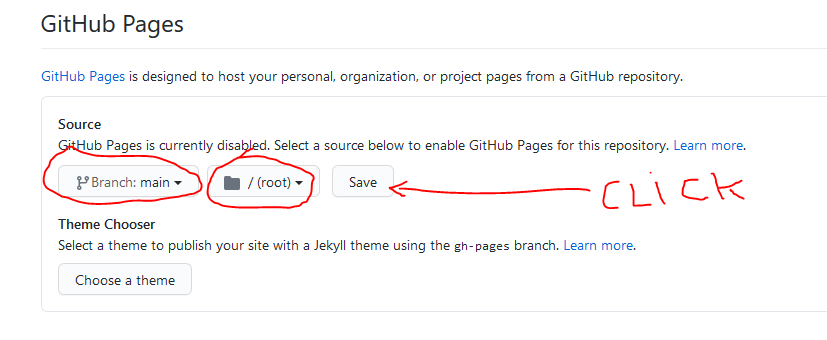 GitHub Pages
GitHub Pages is designed to host your personal, organization, or project pages from a GitHub repository.
Source
GitHub Pages is currently disabled. Select a source below to enable GitHub Pages for this repository. Learn more.
Branch: main / (root) Save CLiCK
Theme Chooser
Select a theme to publish your site with a Jekyll theme using the gh-pages branch. Learn more.
Choose a theme